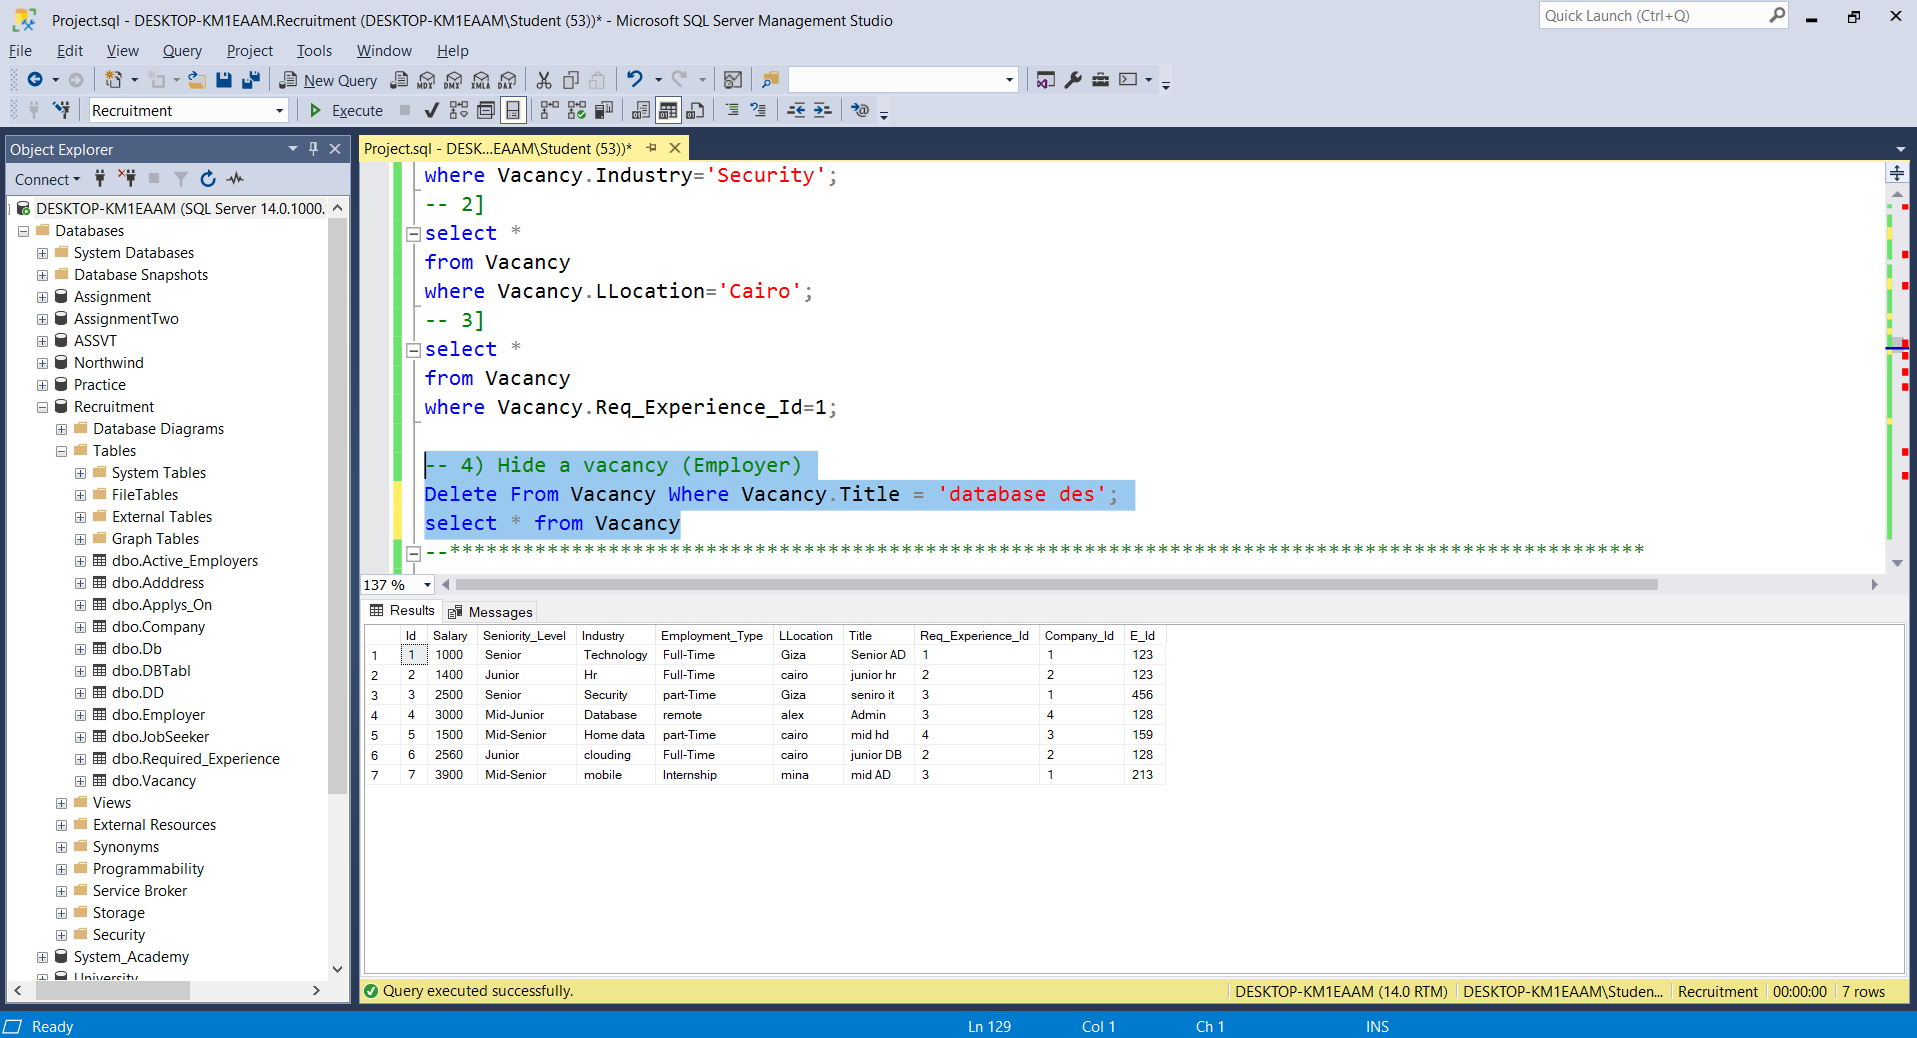 Project.sql - DESKTOP-KM1EAAM.Recruitment (DESKTOP-KM1EAAM\Student (53))* - Microsoft SQL Server Management Studio
Quick Launch (Ctrl+Q)
File Edit View Query Project Tools Window Help
New Query MDX DMX XMLA DAX
Recruitment Execute
Object Explorer
Connect
DESKTOP-KM1EAAM (SQL Server 14.0.1000.
Databases
System Databases
Database Snapshots
Assignment
AssignmentTwo
ASSVT
Northwind
Practice
Recruitment
Database Diagrams
Tables
System Tables
FileTables
External Tables
Graph Tables
dbo.Active_Employers
dbo.Adddress
dbo.Applys_On
dbo.Company
dbo.Db
dbo.DBTabl
dbo.DD
dbo.Employer
dbo.JobSeeker
dbo.Required_Experience
dbo.Vacancy
Views
External Resources
Synonyms
Programmability
Service Broker
Storage
Security
System_Academy
University
Project.sql - DESK...EAAM\Student (53))*
where Vacancy.Industry='Security';
-- 2]
select *
from Vacancy
where Vacancy.LLocation='Cairo';
-- 3]
select *
from Vacancy
where Vacancy.Req_Experience_Id=1;
-- 4) Hide a vacancy (Employer)
Delete From Vacancy Where Vacancy.Title = 'database des';
select * from Vacancy
--**************************************************************************************************
137 %
Results Messages
Id Salary Seniority_Level Industry Employment_Type LLocation Title Req_Experience_Id Company_Id E_Id
1 1 1000 Senior Technology Full-Time Giza Senior AD 1 1 123
2 2 1400 Junior Hr Full-Time cairo junior hr 2 2 123
3 3 2500 Senior Security part-Time Giza seniro it 3 1 456
4 4 3000 Mid-Junior Database remote alex Admin 3 4 128
5 5 1500 Mid-Senior Home data part-Time cairo mid hd 4 3 159
6 6 2560 Junior clouding Full-Time cairo junior DB 2 2 128
7 7 3900 Mid-Senior mobile Internship mina mid AD 3 1 213
Query executed successfully. DESKTOP-KM1EAAM (14.0 RTM) DESKTOP-KM1EAAM\Studen... Recruitment 00:00:00 7 rows
Ready Ln 129 Col 1 Ch 1 INS